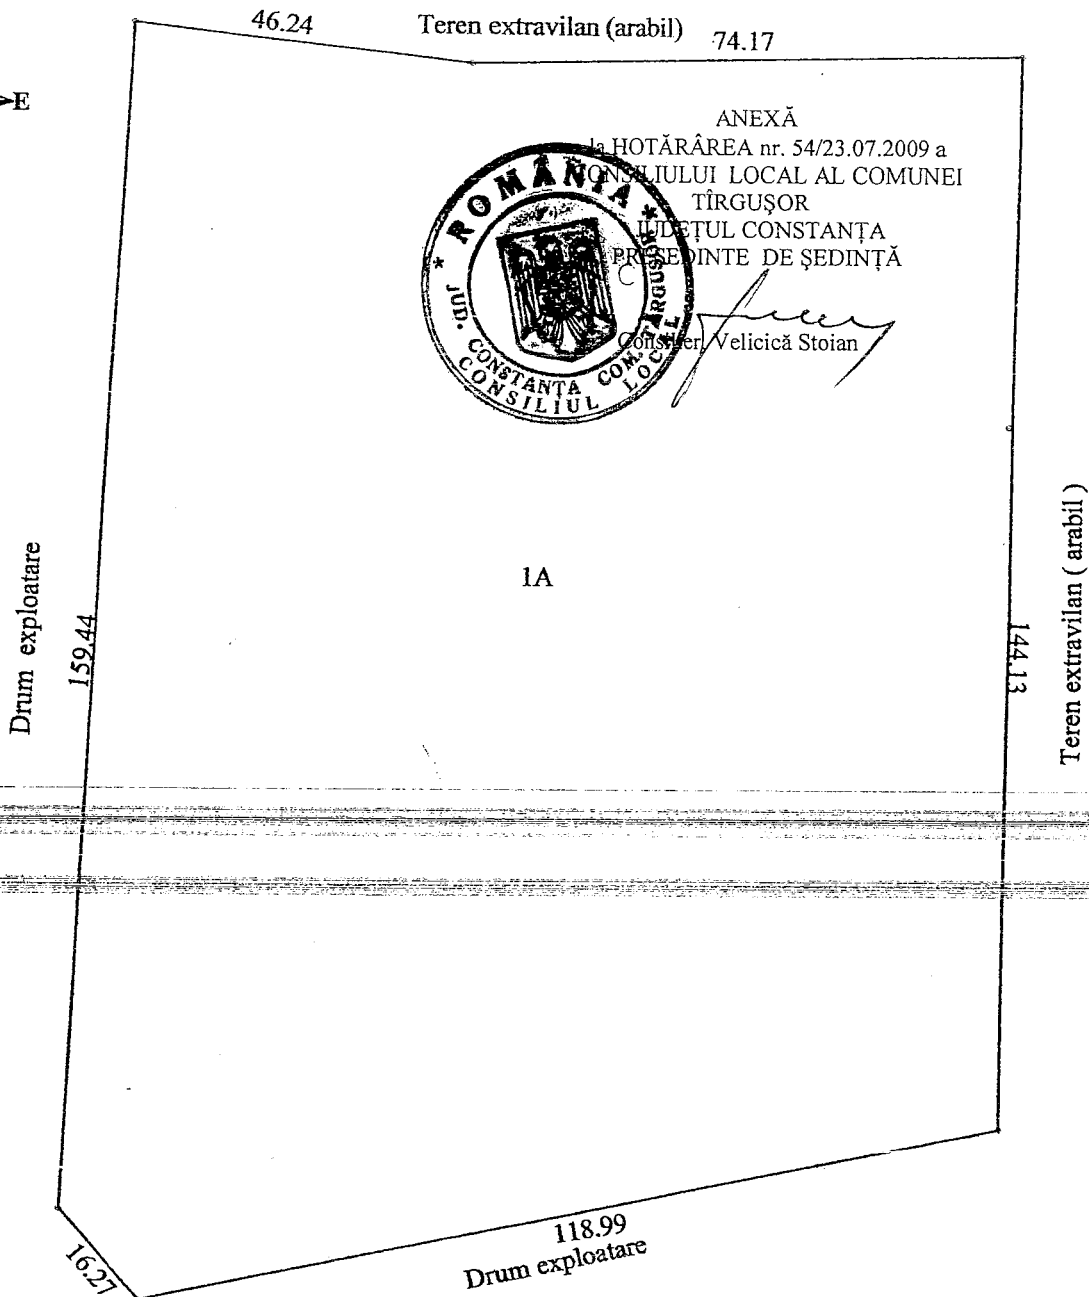 46.24
Teren extravilan (arabil)
74.17
E
ANEXĂ
la HOTĂRÂREA nr. 54/23.07.2009 a
CONSILIULUI LOCAL AL COMUNEI
TÎRGUŞOR
JUDEŢUL CONSTANŢA
PREŞEDINTE DE ŞEDINŢĂ
C
Consilier, Velicică Stoian
* ROMÂNIA *
JUD. CONSTANŢA COM. TÂRGUŞOR
CONSILIUL LOCAL
1A
Drum exploatare
159.44
144.13
Teren extravilan ( arabil )
16.27
118.99
Drum exploatare